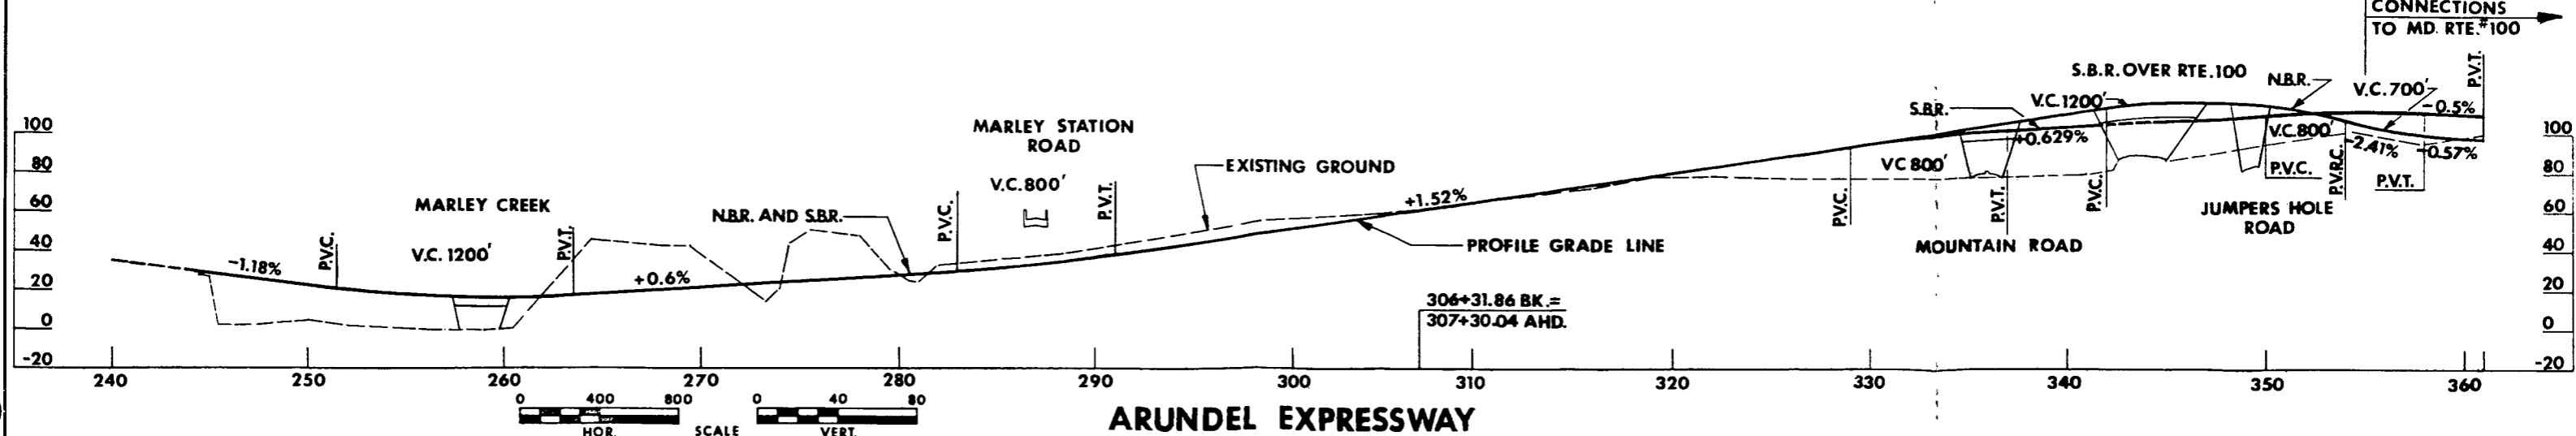 CONNECTIONS
TO MD. RTE. #100
P.V.T.
S.B.R. OVER RTE. 100
N.B.R.
V.C. 700'
V.C. 1200'
S.B.R.
-0.5%
100
80
60
40
20
0
-20
MARLEY STATION
ROAD
V.C. 800'
EXISTING GROUND
MARLEY CREEK
V.C. 1200'
N.B.R. AND S.B.R.
P.V.C.
P.V.T.
P.V.C.
P.V.T.
-1.18%
+0.6%
+1.52%
PROFILE GRADE LINE
P.V.C.
VC 800'
P.V.T.
+0.629%
P.V.C.
V.C. 800'
P.V.C.
P.V.R.C.
-2.41%
+0.57%
P.V.T.
MOUNTAIN ROAD
JUMPERS HOLE
ROAD
100
80
60
40
20
0
-20
306+31.86 BK.=
307+30.04 AHD.
240 250 260 270 280 290 300 310 320 330 340 350 360
0 400 800
HOR.
SCALE
0 40 80
VERT.
ARUNDEL EXPRESSWAY